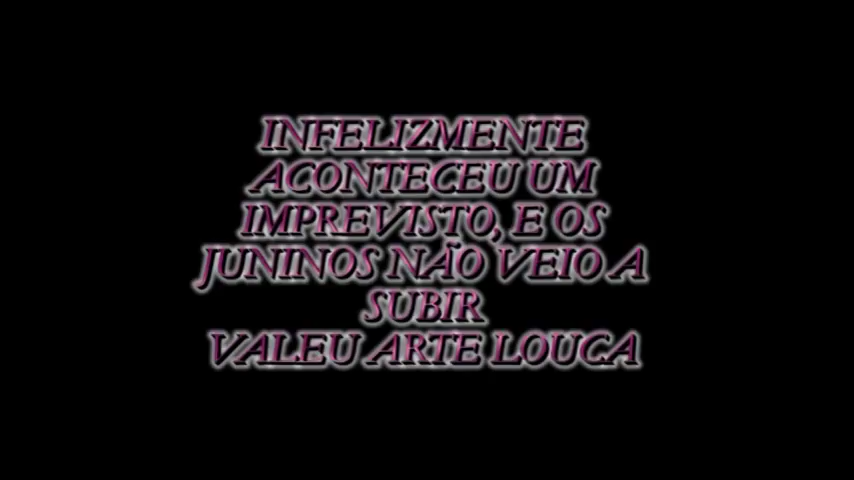 INFELIZMENTE
ACONTECEU UM
IMPREVISTO, E OS
JUNINOS NÃO VEIO A
SUBIR
VALEU ARTE LOUCA